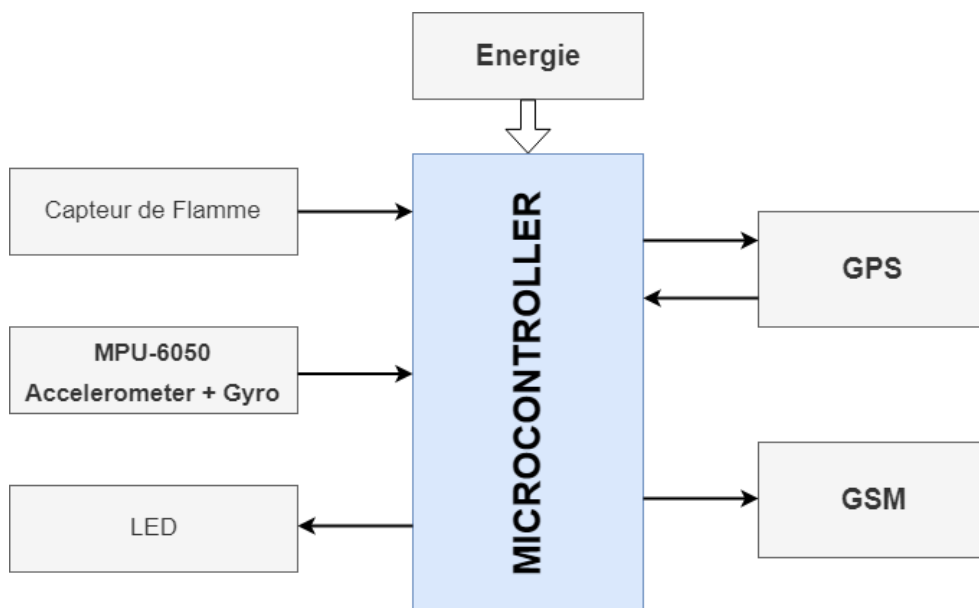 Energie
Capteur de Flamme
MICROCONTROLLER
GPS
MPU-6050
Accelerometer + Gyro
LED
GSM